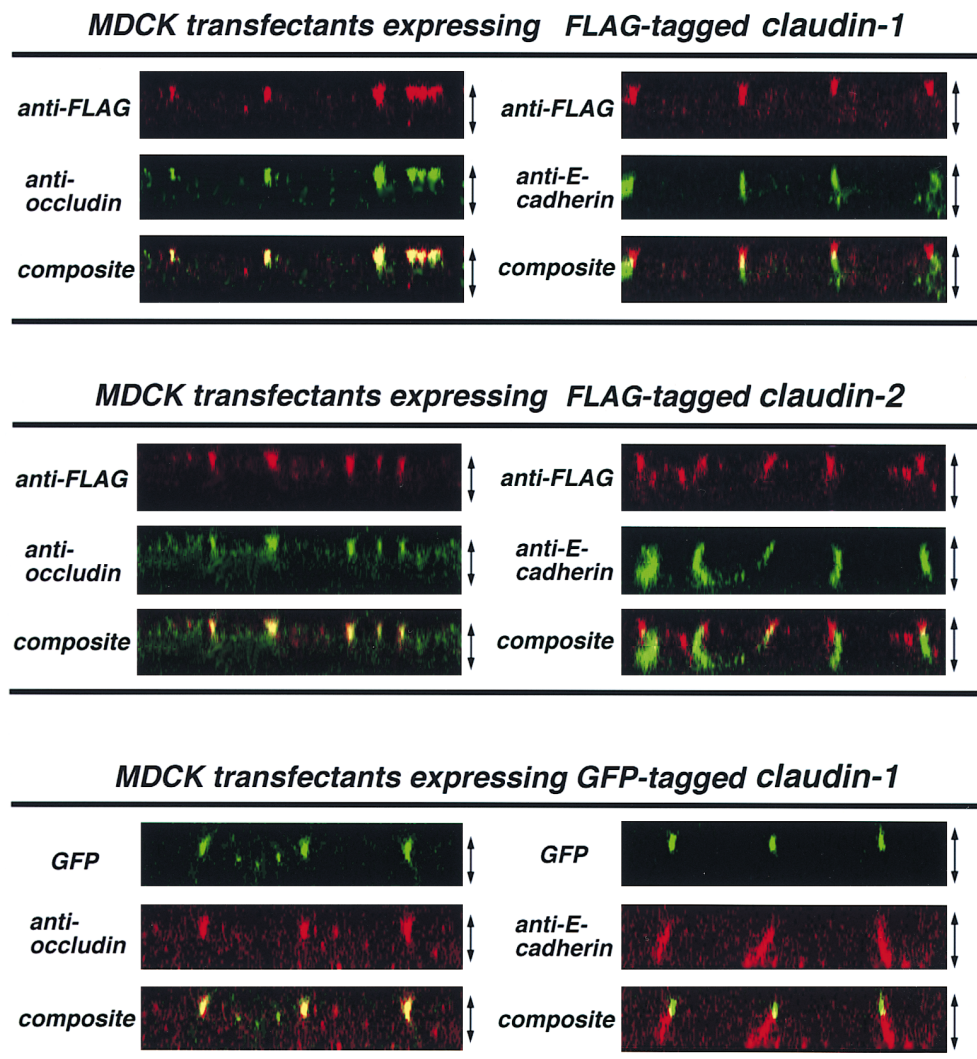 MDCK transfectants expressing FLAG-tagged claudin-1
anti-FLAG
anti-
occludin
composite
anti-FLAG
anti-E-
cadherin
composite
MDCK transfectants expressing FLAG-tagged claudin-2
anti-FLAG
anti-
occludin
composite
anti-FLAG
anti-E-
cadherin
composite
MDCK transfectants expressing GFP-tagged claudin-1
GFP
anti-
occludin
composite
GFP
anti-E-
cadherin
composite